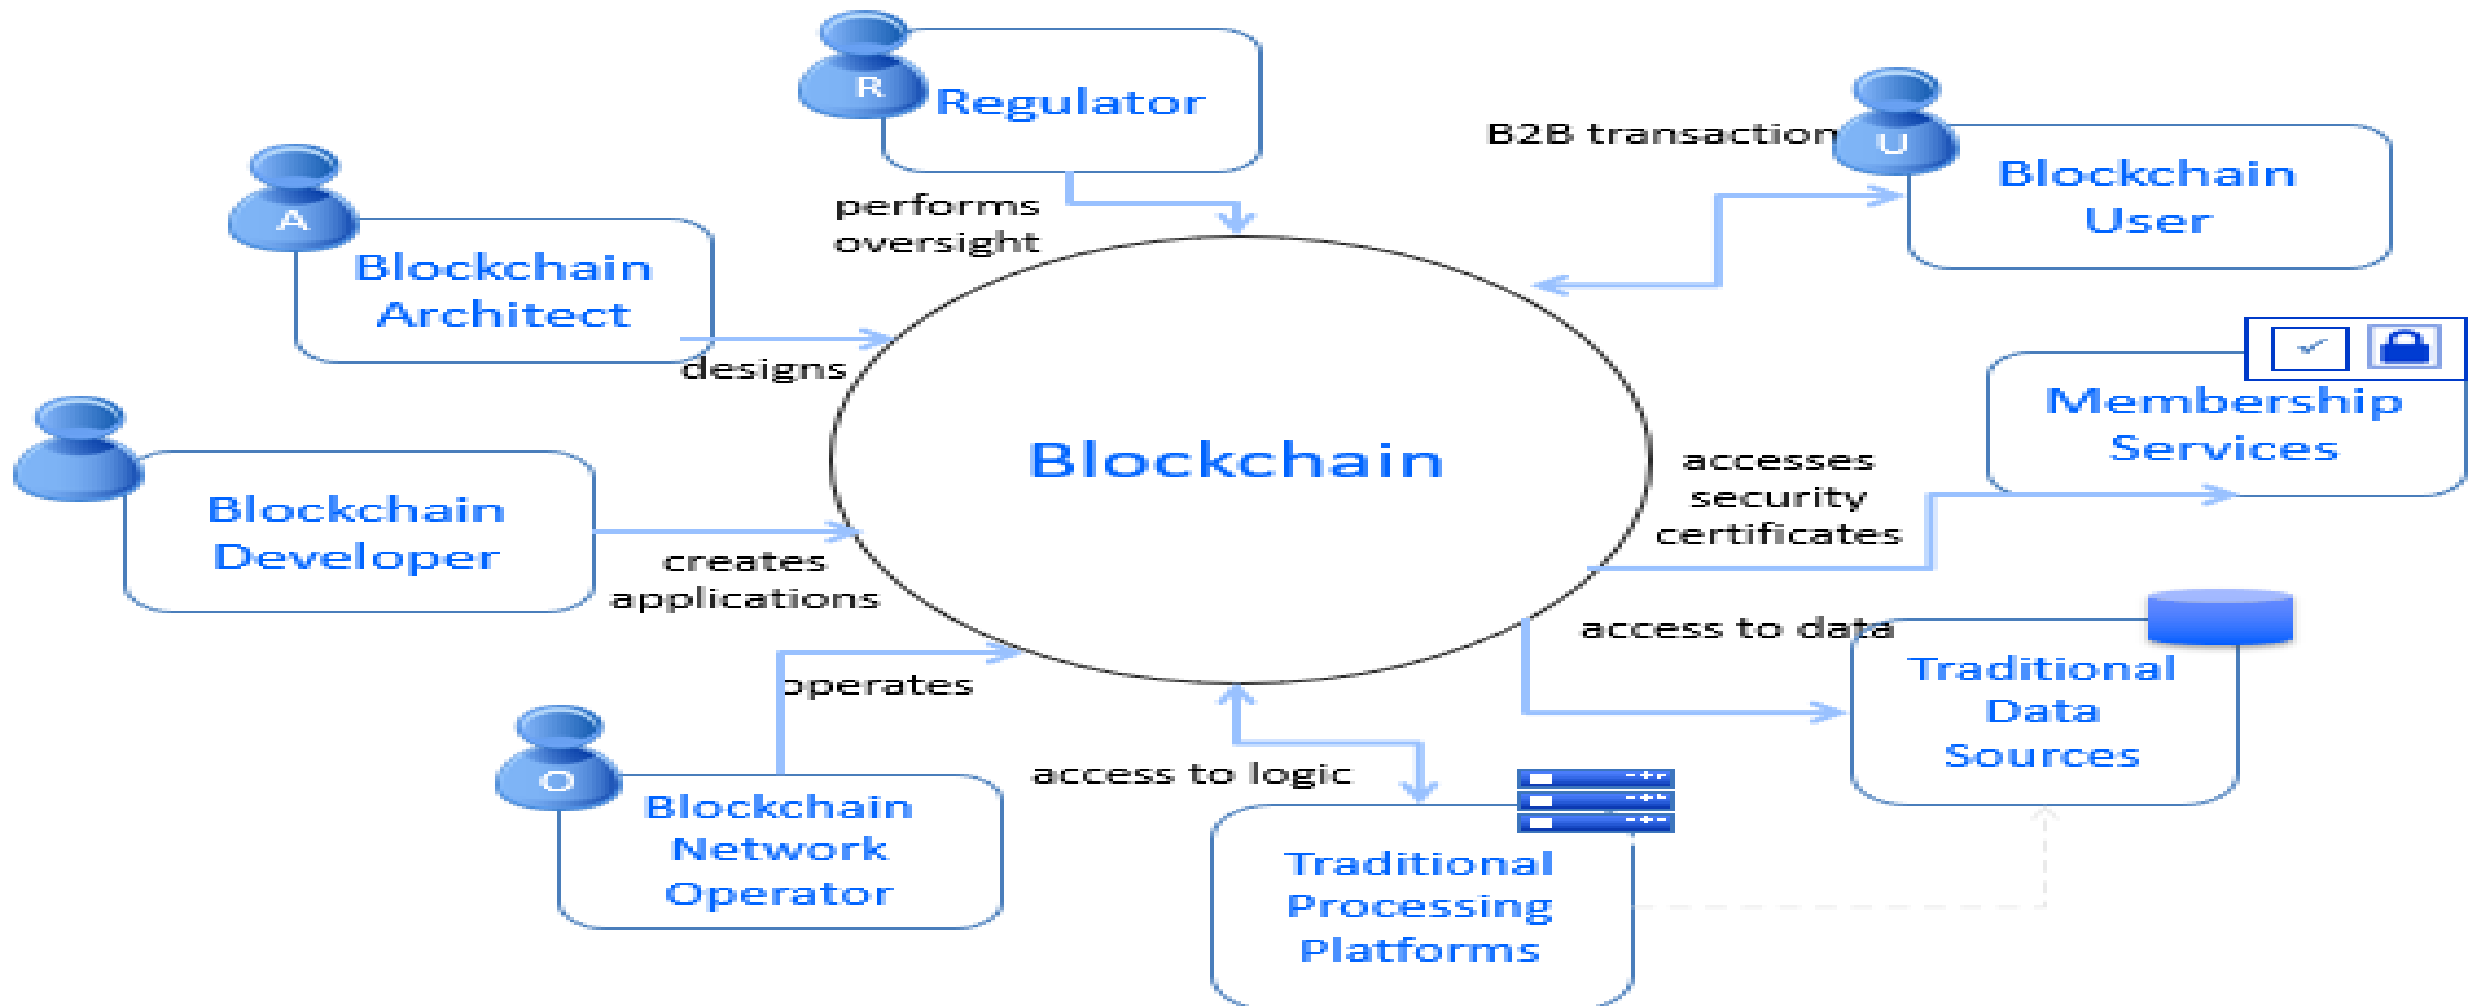 R
Regulator
B2B transaction
U
Blockchain
User
A
Blockchain
Architect
performs
oversight
designs
Membership
Services
Blockchain
Developer
Blockchain
accesses
security
certificates
creates
applications
access to data
Traditional
Data
Sources
operates
O
Blockchain
Network
Operator
access to logic
Traditional
Processing
Platforms